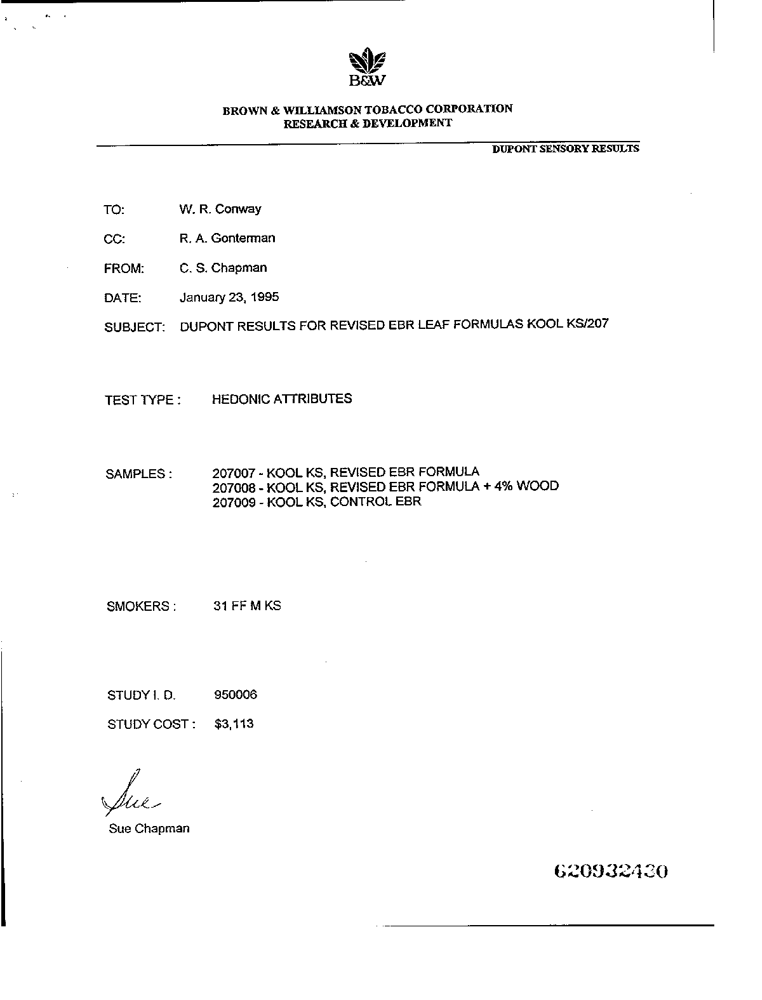 B&W
BROWN & WILLIAMSON TOBACCO CORPORATION
RESEARCH & DEVELOPMENT
DUPONT SENSORY RESULTS
TO: W. R. Conway
CC: R. A. Gonterman
FROM: C. S. Chapman
DATE: January 23, 1995
SUBJECT: DUPONT RESULTS FOR REVISED EBR LEAF FORMULAS KOOL KS/207
TEST TYPE : HEDONIC ATTRIBUTES
SAMPLES : 207007 - KOOL KS, REVISED EBR FORMULA
207008 - KOOL KS, REVISED EBR FORMULA + 4% WOOD
207009 - KOOL KS, CONTROL EBR
SMOKERS : 31 FF M KS
STUDY I. D. 950006
STUDY COST : $3,113
Sue
Sue Chapman
620932430